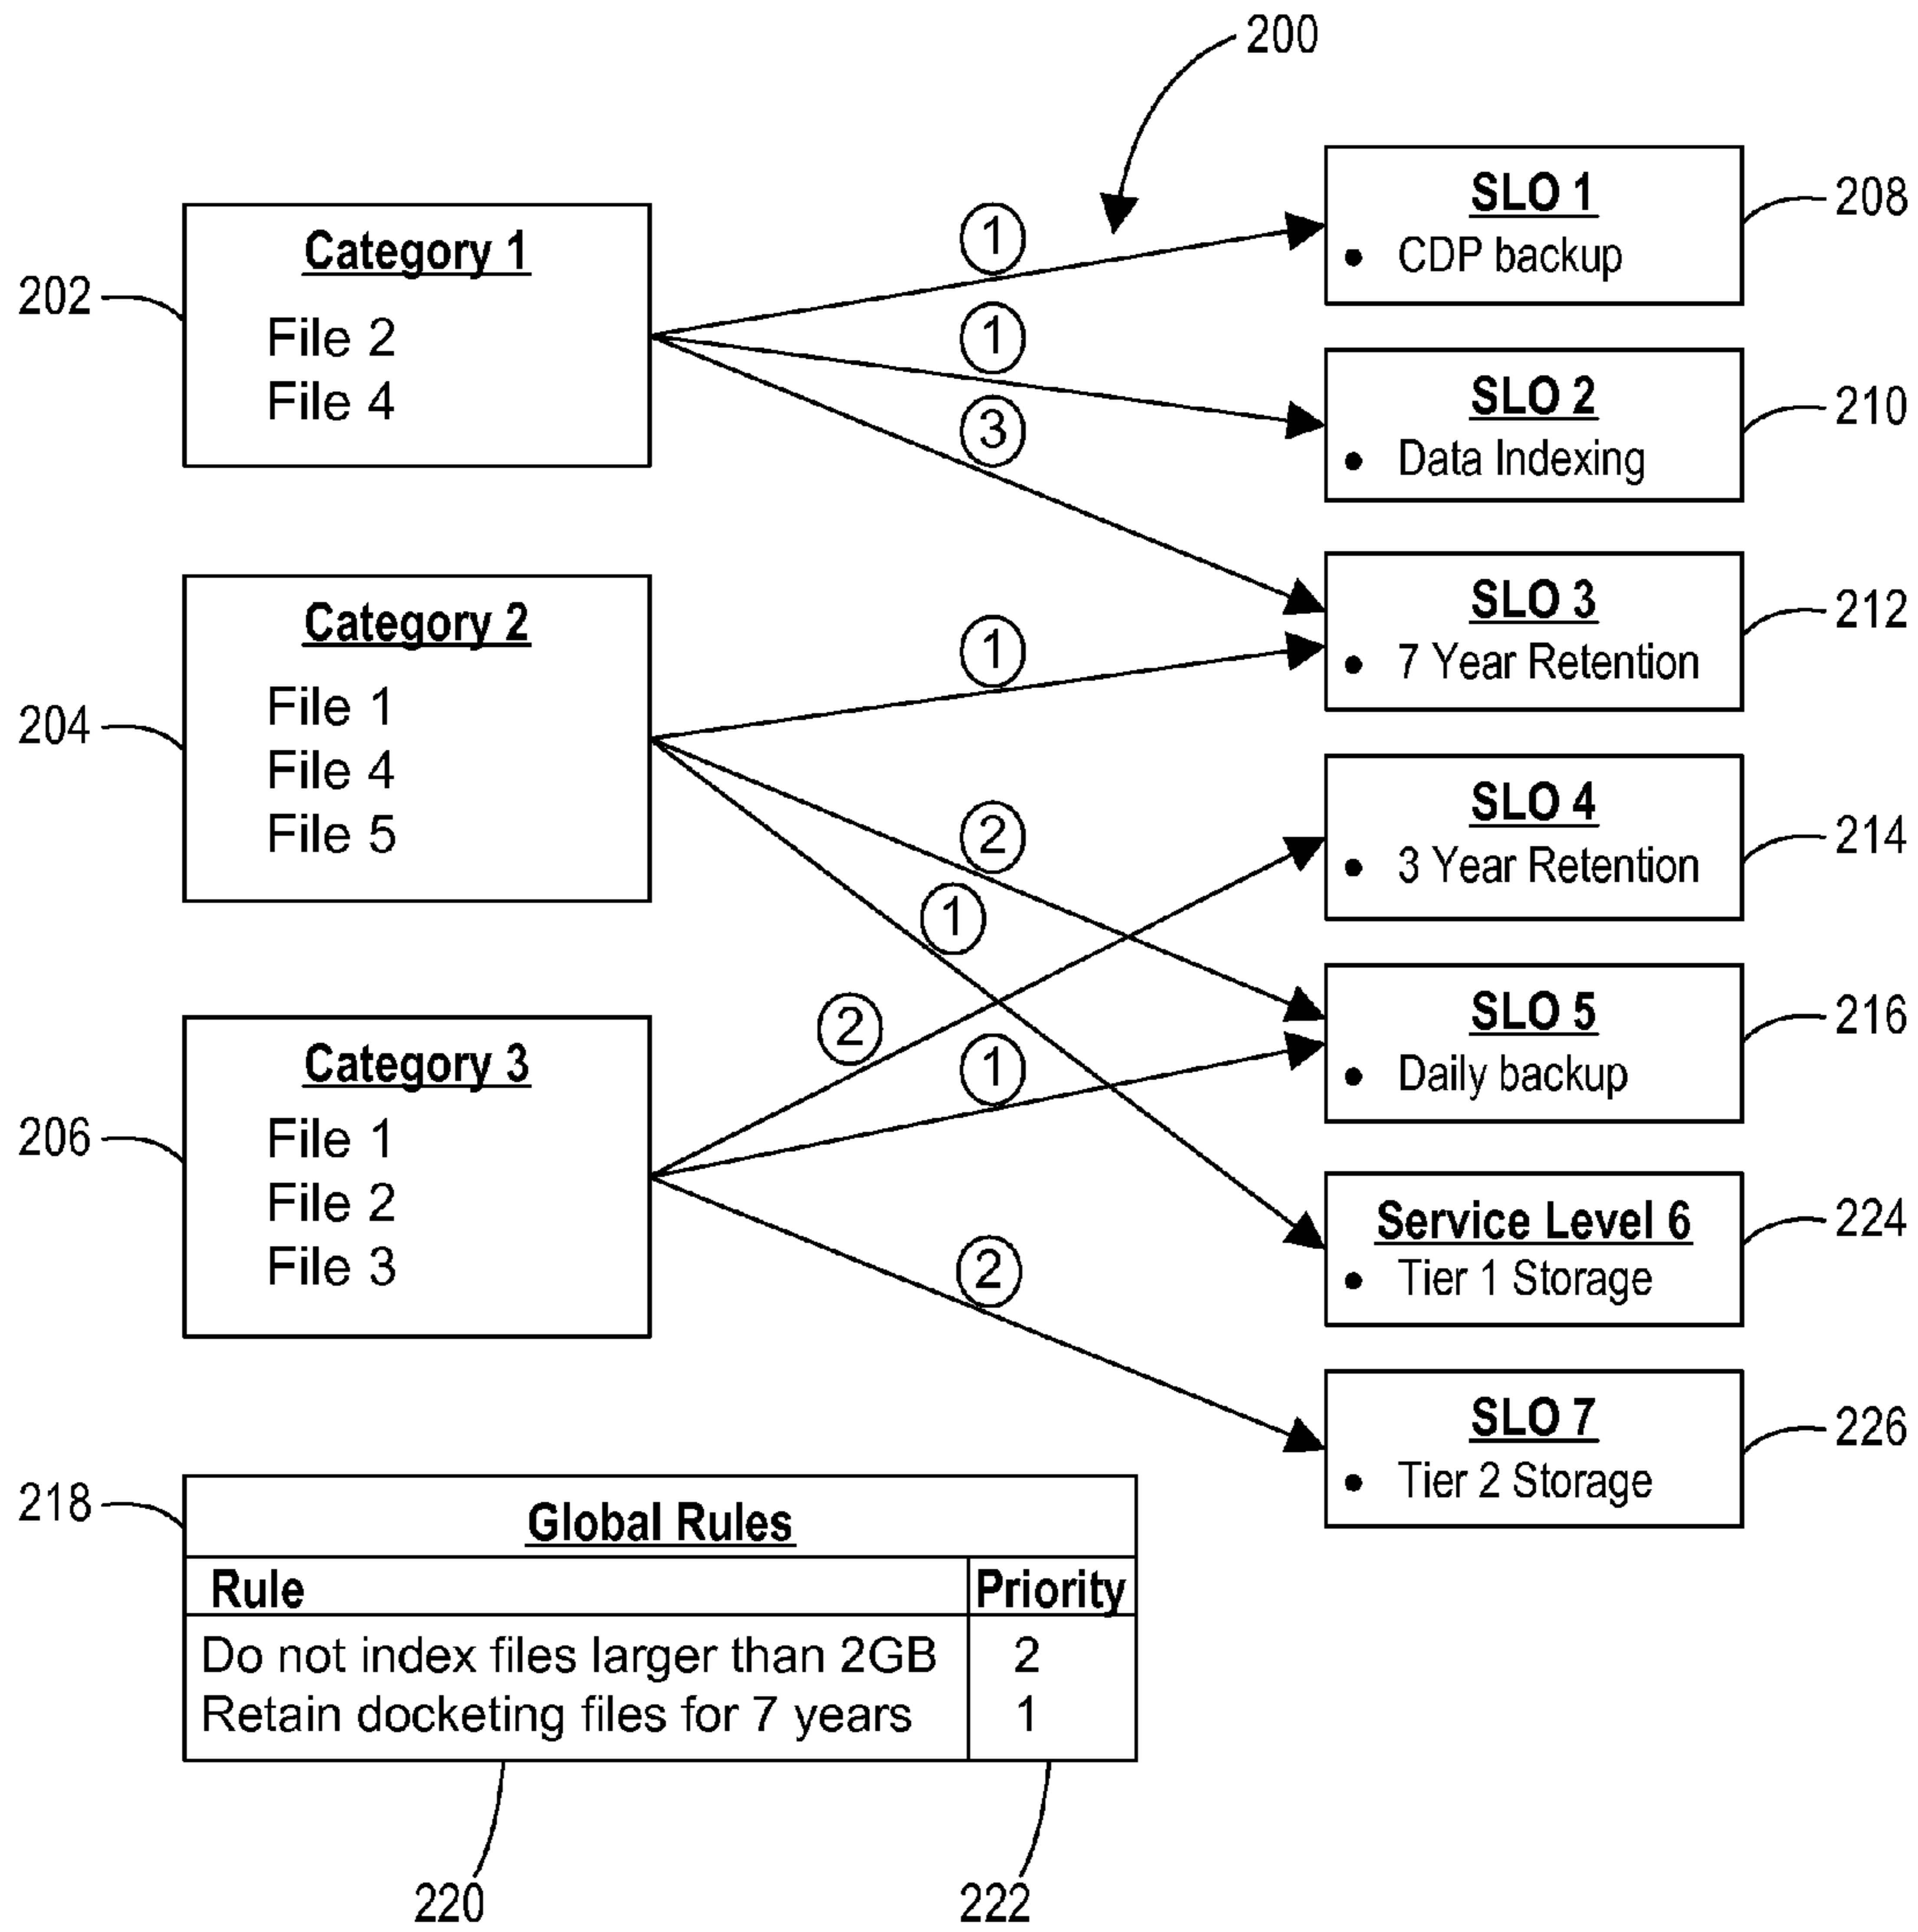 200
Category 1
File 2
File 4
202
Category 2
File 1
File 4
File 5
204
Category 3
File 1
File 2
File 3
206
1
1
3
1
2
1
2
1
2
SLO 1
• CDP backup
208
SLO 2
• Data Indexing
210
SLO 3
• 7 Year Retention
212
SLO 4
• 3 Year Retention
214
SLO 5
• Daily backup
216
Service Level 6
• Tier 1 Storage
224
SLO 7
• Tier 2 Storage
226
218
Global Rules
Rule Priority
Do not index files larger than 2GB 2
Retain docketing files for 7 years 1
220 222